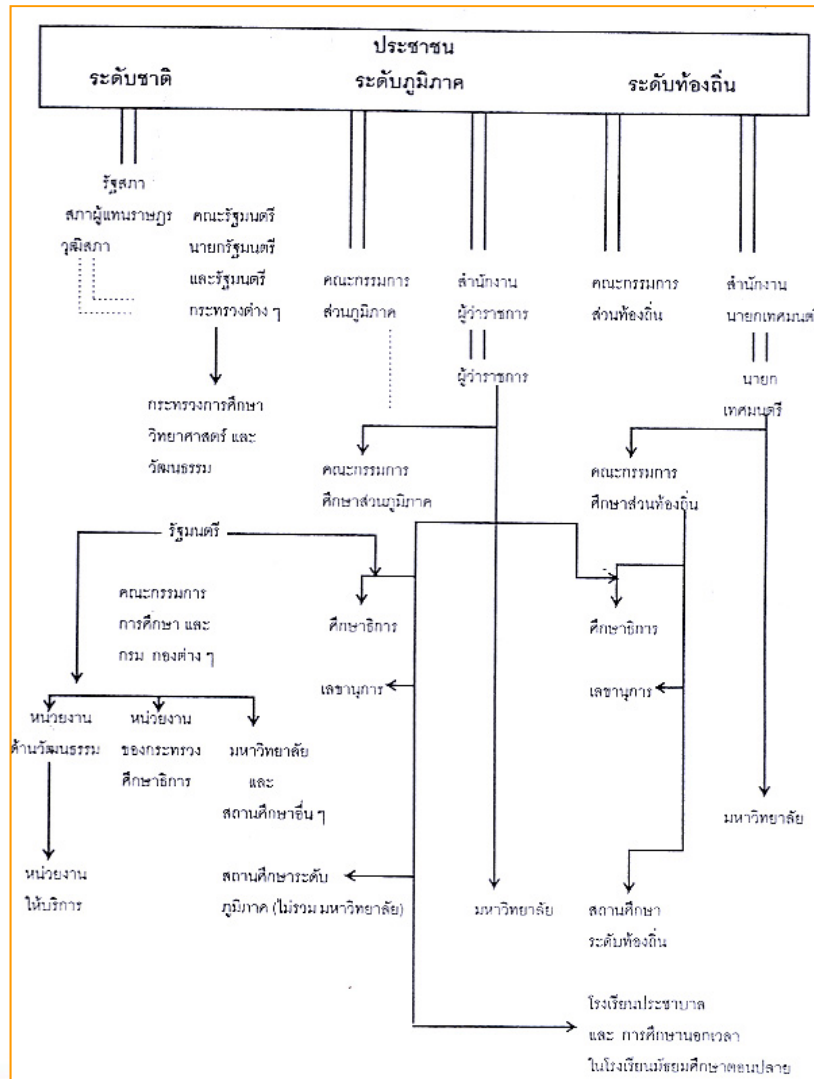 ประชาชน
ระดับชาติ
ระดับภูมิภาค
ระดับท้องถิ่น
รัฐสภา
สภาผู้แทนราษฎร
วุฒิสภา
คณะรัฐมนตรี
นายกรัฐมนตรี
และรัฐมนตรี
กระทรวงต่าง ๆ
คณะกรรมการ
ส่วนภูมิภาค
สำนักงาน
ผู้ว่าราชการ
คณะกรรมการ
ส่วนท้องถิ่น
สำนักงาน
นายกเทศมนตรี
ผู้ว่าราชการ
นายก
เทศมนตรี
กระทรวงการศึกษา
วิทยาศาสตร์ และ
วัฒนธรรม
คณะกรรมการ
ศึกษาส่วนภูมิภาค
คณะกรรมการ
ศึกษาส่วนท้องถิ่น
รัฐมนตรี
คณะกรรมการ
การศึกษา และ
กรม กองต่าง ๆ
ศึกษาธิการ
ศึกษาธิการ
เลขานุการ
เลขานุการ
หน่วยงาน
ด้านวัฒนธรรม
หน่วยงาน
ของกระทรวง
ศึกษาธิการ
มหาวิทยาลัย
และ
สถานศึกษาอื่น ๆ
มหาวิทยาลัย
หน่วยงาน
ให้บริการ
สถานศึกษาระดับ
ภูมิภาค (ไม่รวม มหาวิทยาลัย)
มหาวิทยาลัย
สถานศึกษา
ระดับท้องถิ่น
โรงเรียนประชาบาล
และ การศึกษานอกเวลา
ในโรงเรียนมัธยมศึกษาตอนปลาย